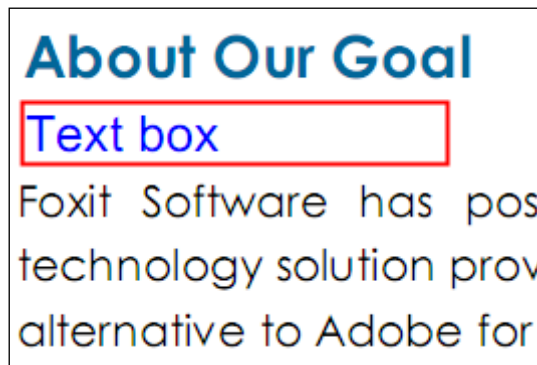 About Our Goal
Text box
Foxit Software has pos
technology solution prov
alternative to Adobe for